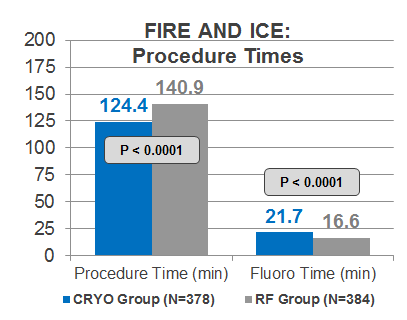 FIRE AND ICE:
Procedure Times
200
175
150
125
100
75
50
25
0
124.4
140.9
P < 0.0001
21.7
16.6
P < 0.0001
Procedure Time (min)
Fluoro Time (min)
CRYO Group (N=378)
RF Group (N=384)